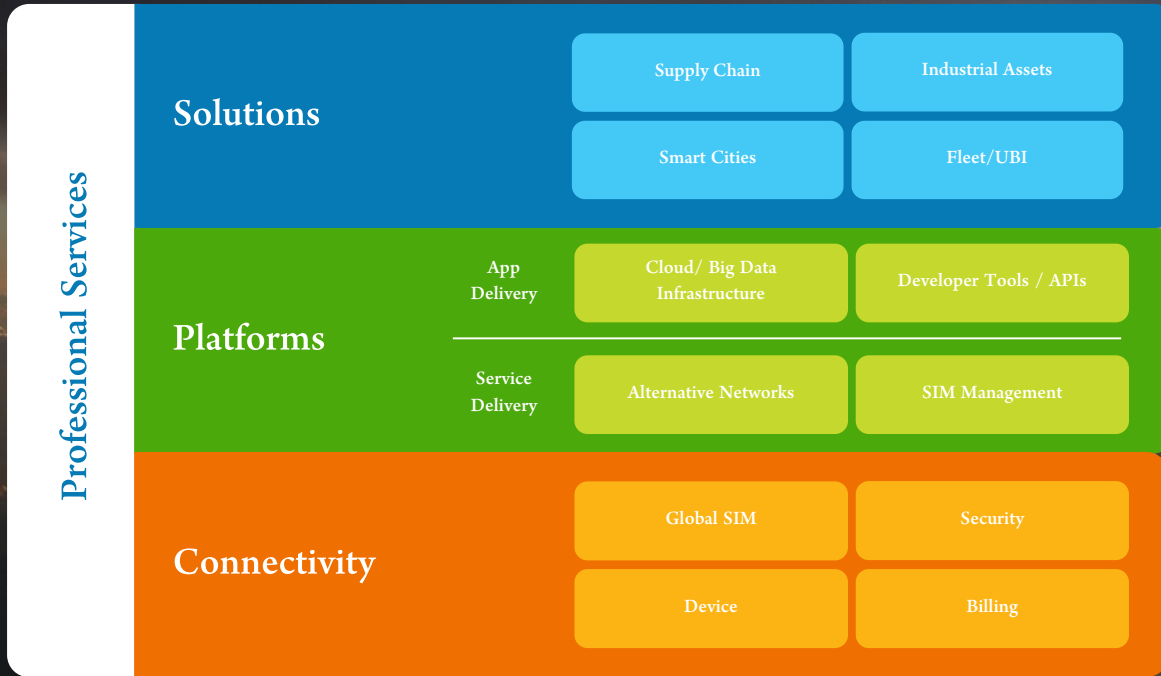 Professional Services
Solutions
Supply Chain
Industrial Assets
Smart Cities
Fleet/UBI
Platforms
App
Delivery
Cloud/ Big Data
Infrastructure
Developer Tools / APIs
Service
Delivery
Alternative Networks
SIM Management
Connectivity
Global SIM
Security
Device
Billing